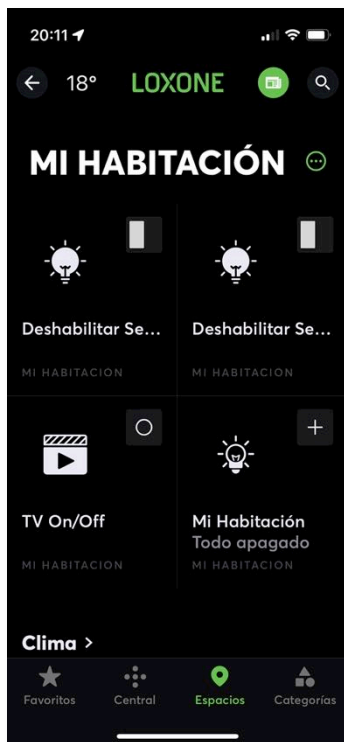 20:11
18°
LOXONE
MI HABITACIÓN
Deshabilitar Se...
MI HABITACION
Deshabilitar Se...
MI HABITACION
TV On/Off
MI HABITACION
Mi Habitación
Todo apagado
MI HABITACION
Clima >
Favoritos
Central
Espacios
Categorías